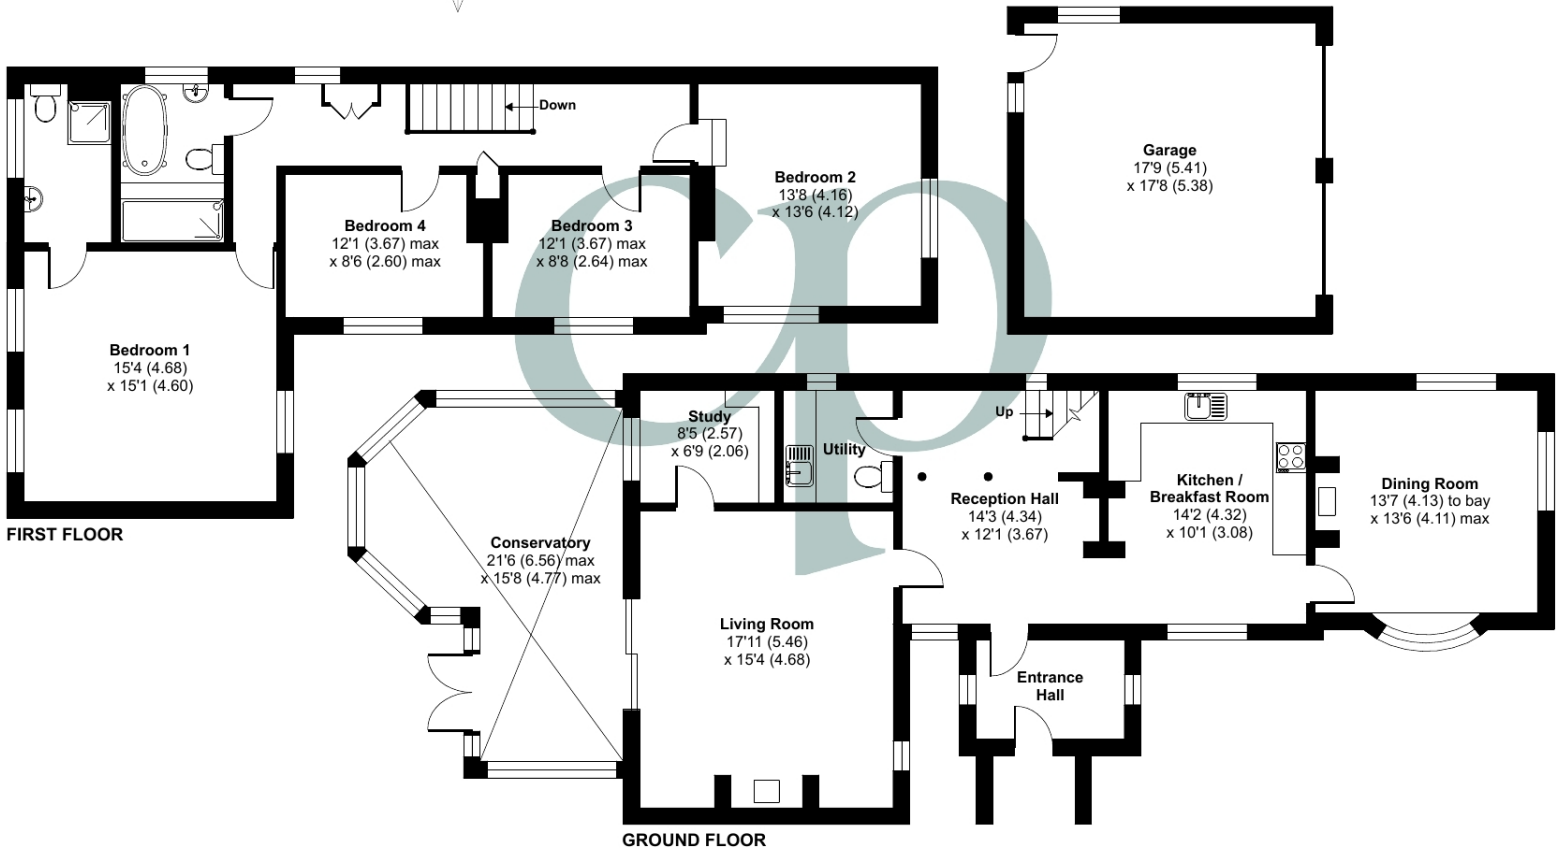 Down
Garage
17'9 (5.41)
x 17'8 (5.38)
Bedroom 2
13'8 (4.16)
x 13'6 (4.12)
Bedroom 4
12'1 (3.67) max
x 8'6 (2.60) max
Bedroom 3
12'1 (3.67) max
x 8'8 (2.64) max
Bedroom 1
15'4 (4.68)
x 15'1 (4.60)
FIRST FLOOR
cp
Study
8'5 (2.57)
x 6'9 (2.06)
Utility
Up
Reception Hall
14'3 (4.34)
x 12'1 (3.67)
Kitchen /
Breakfast Room
14'2 (4.32)
x 10'1 (3.08)
Dining Room
13'7 (4.13) to bay
x 13'6 (4.11) max
Conservatory
21'6 (6.56) max
x 15'8 (4.77) max
Living Room
17'11 (5.46)
x 15'4 (4.68)
Entrance
Hall
GROUND FLOOR